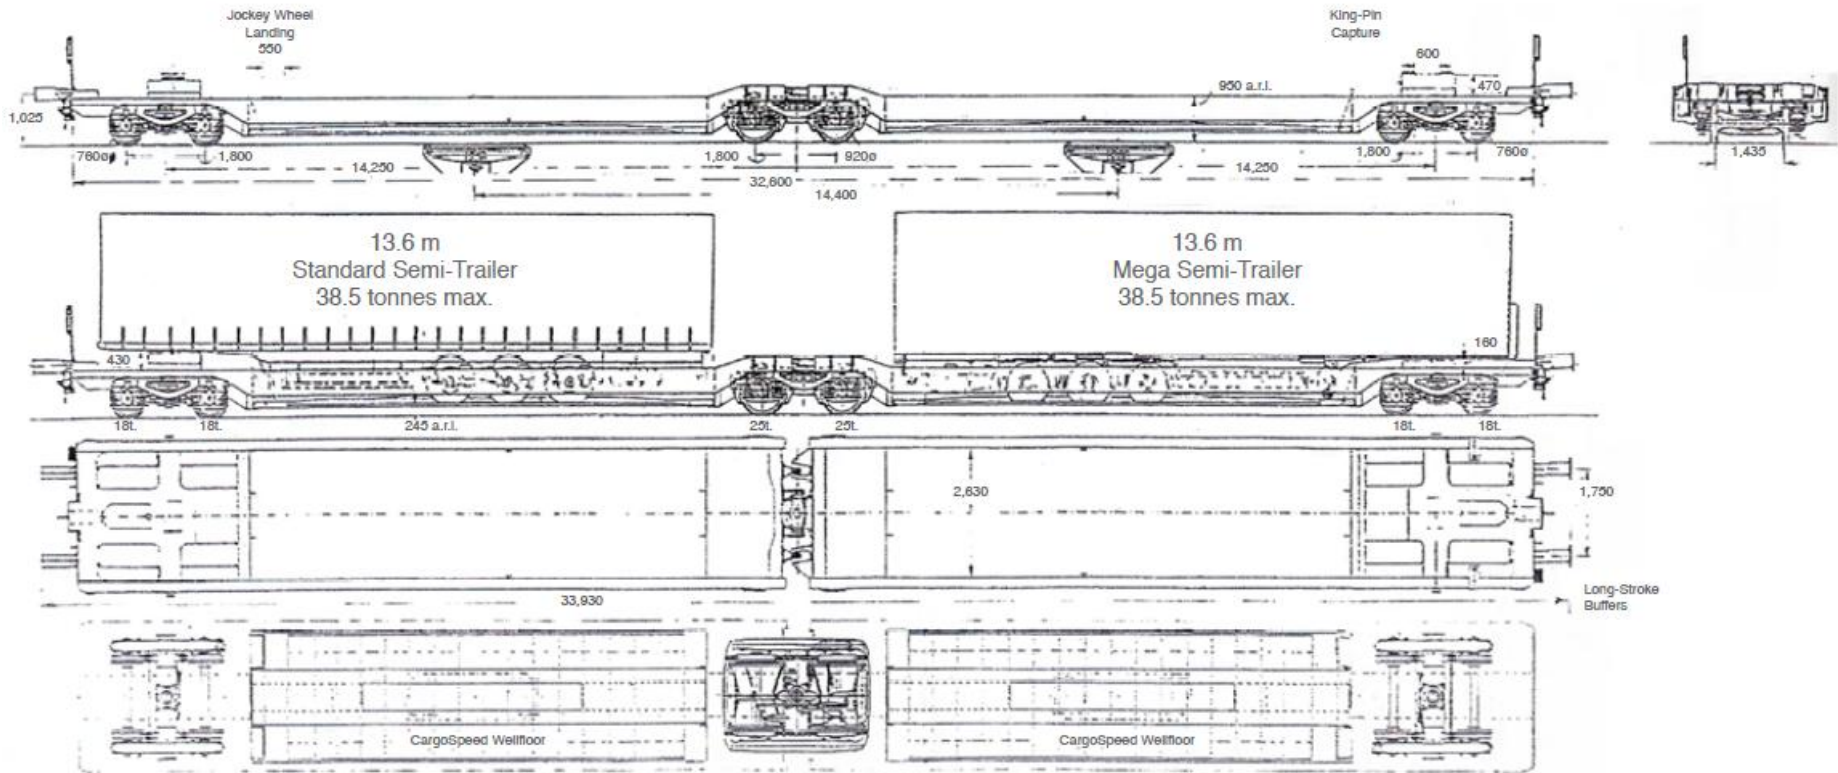 Jockey Wheel
Landing
550
King-Pin
Capture
600
950 a.r.l.
470
1,025
760ø
1,800
14,250
1,800
920ø
14,250
1,800
760ø
1,435
32,600
14,400
13.6 m
Standard Semi-Trailer
38.5 tonnes max.
13.6 m
Mega Semi-Trailer
38.5 tonnes max.
430
160
18t.
18t.
245 a.r.l.
25t.
25t.
18t.
18t.
2,630
1,750
33,930
Long-Stroke
Buffers
CargoSpeed Wellfloor
CargoSpeed Wellfloor